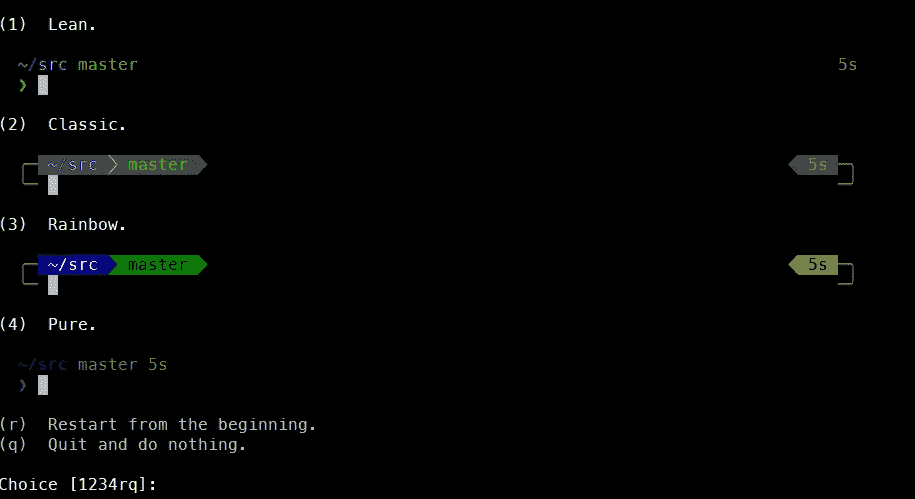 (1) Lean.
~/src master 5s
❯
(2) Classic.
~/src master 5s
(3) Rainbow.
~/src master 5s
(4) Pure.
~/src master 5s
❯
(r) Restart from the beginning.
(q) Quit and do nothing.
Choice [1234rq]: